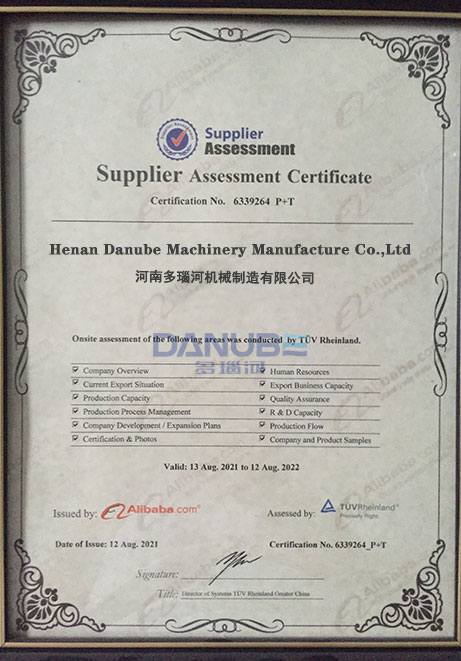 Supplier
Assessment
Supplier Assessment Certificate
Certification No. 6339264 P+T
Henan Danube Machinery Manufacture Co.,Ltd
河南多瑙河机械制造有限公司
Onsite assessment of the following areas was conducted by TÜV Rheinland.
DANUBE
多瑙河
Company Overview
Human Resources
Current Export Situation
Export Business Capacity
Production Capacity
Quality Assurance
Production Process Management
R & D Capacity
Company Development / Expansion Plans
Production Flow
Certification & Photos
Company and Product Samples
Valid: 13 Aug. 2021 to 12 Aug. 2022
Issued by: Alibaba.com®
Assessed by: TÜVRheinland®
Precisely Right.
Date of Issue: 12 Aug. 2021
Certification No. 6339264_P+T
Signature:
Title: Director of Systems TÜV Rheinland Greater China